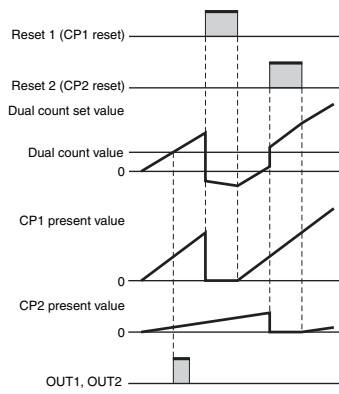 Reset 1 (CP1 reset)
Reset 2 (CP2 reset)
Dual count set value
Dual count value
0
CP1 present value
0
CP2 present value
0
OUT1, OUT2